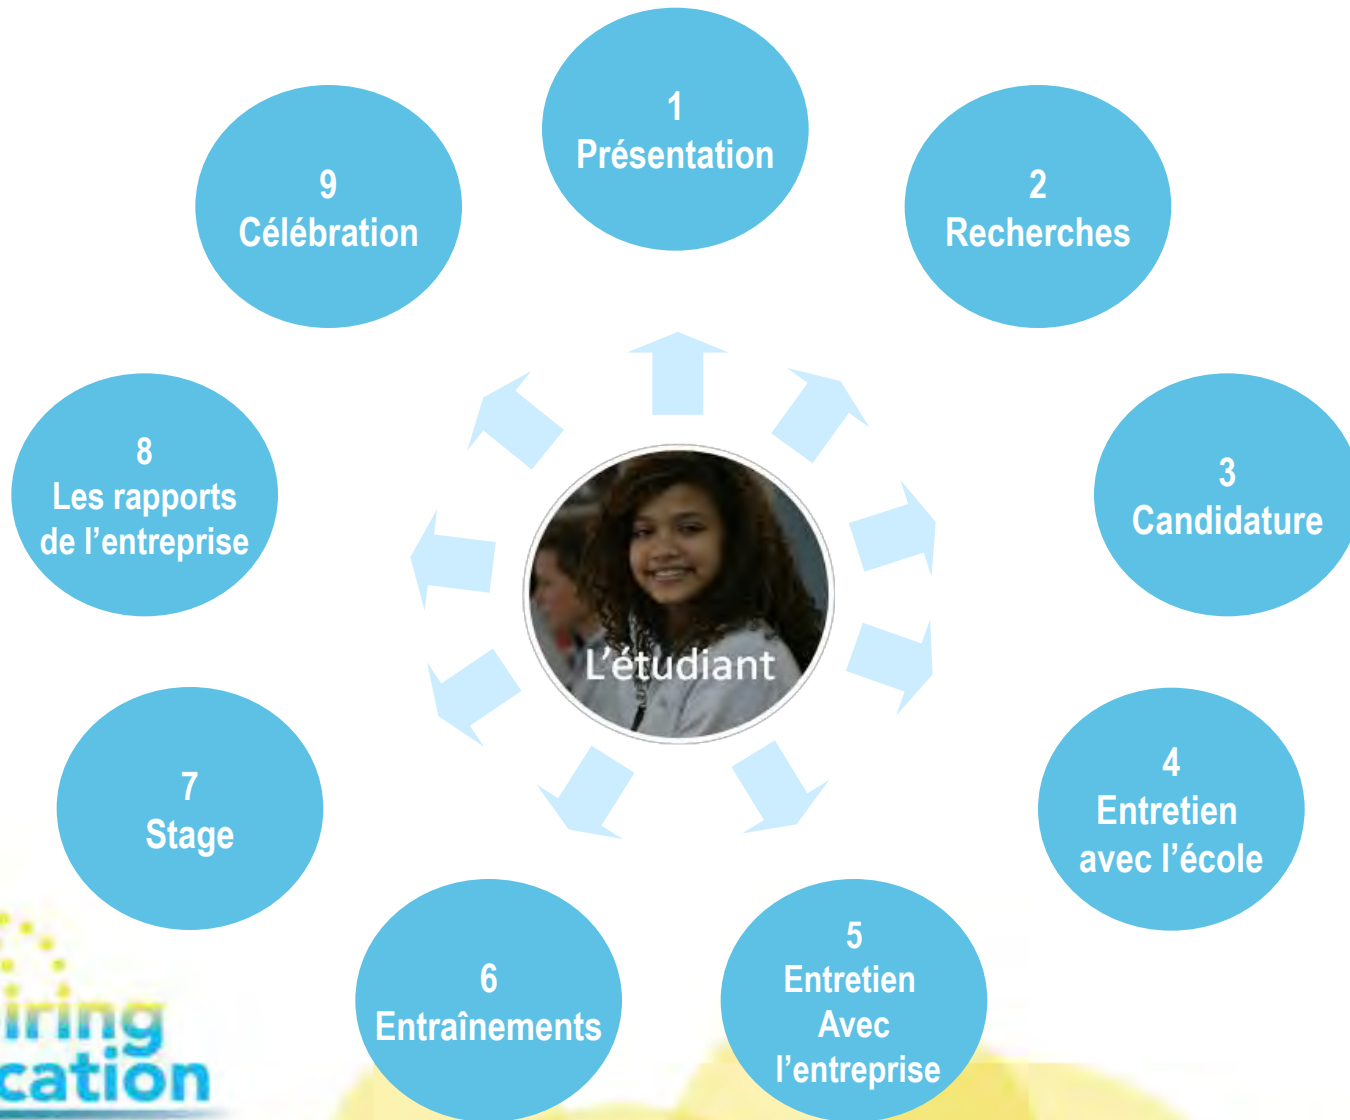 1
Présentation
2
Recherches
3
Candidature
4
Entretien
avec l’école
5
Entretien
Avec
l’entreprise
6
Entraînements
7
Stage
8
Les rapports
de l’entreprise
9
Célébration
L’étudiant
iring
cation